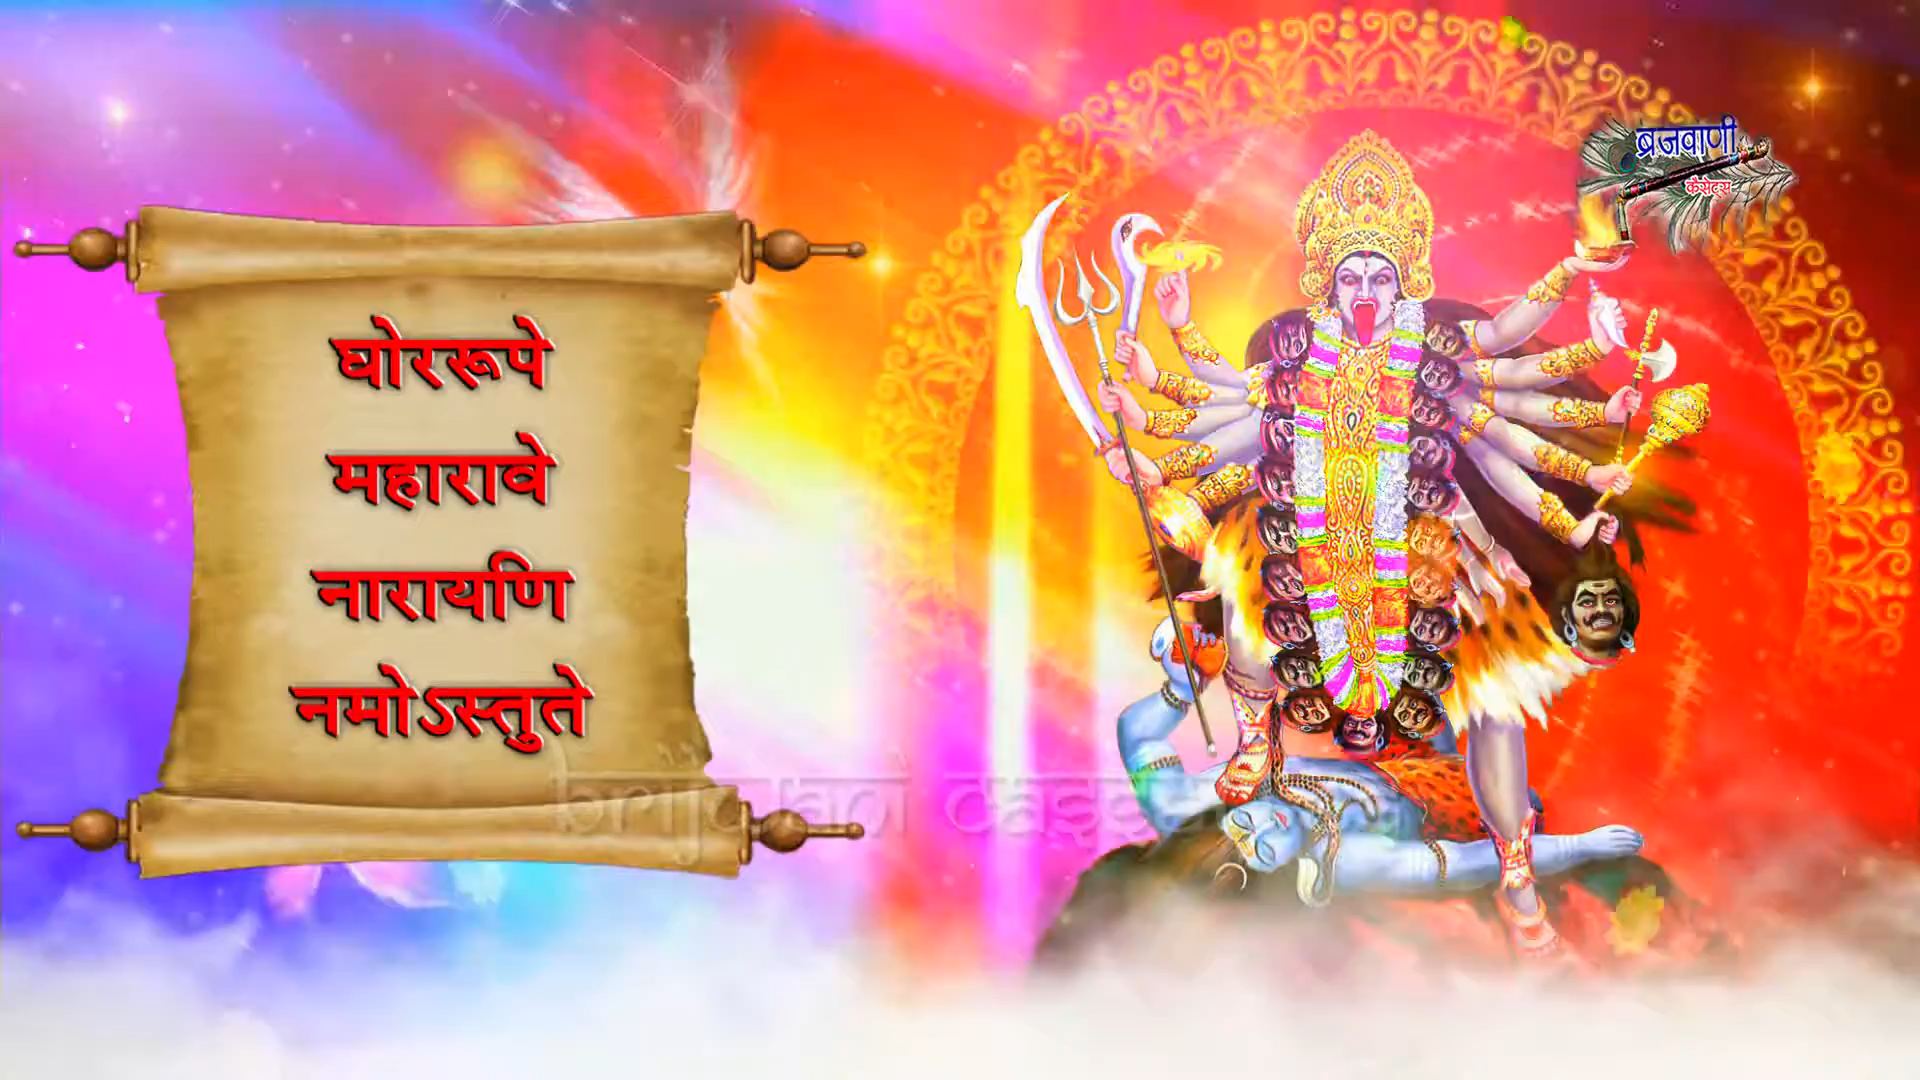 ब्रजवाणी
कैसेट्स
घोररूपे
महारावे
नारायणि
नमोऽस्तुते